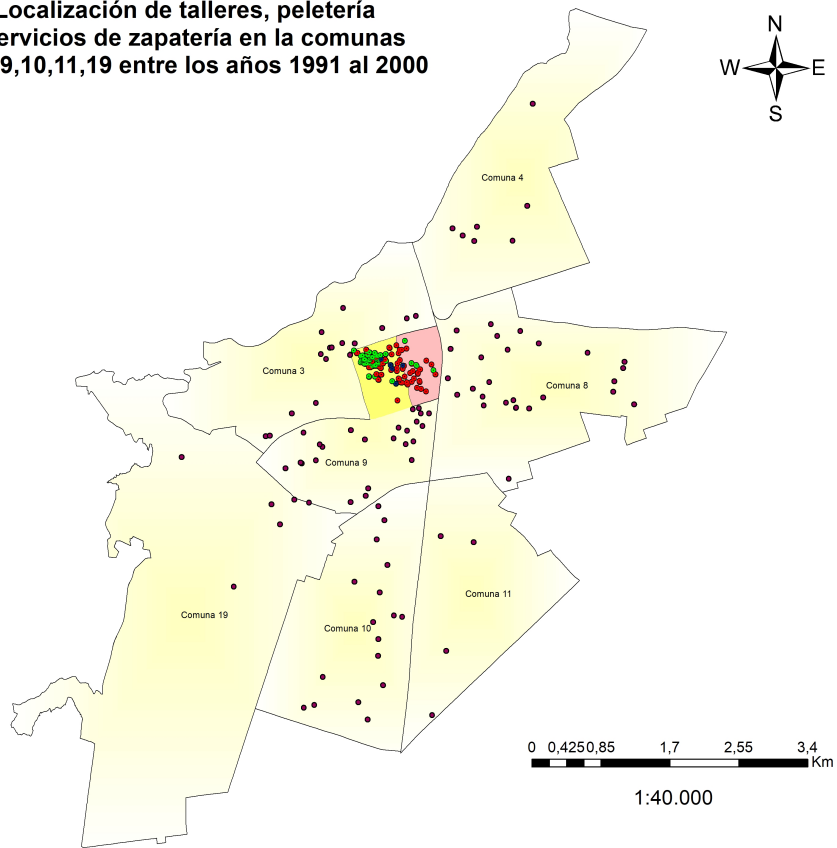 Localización de talleres, peletería
ervicios de zapatería en la comunas
9,10,11,19 entre los años 1991 al 2000
N
W E
S
Comuna 4
Comuna 3
Comuna 8
Comuna 9
Comuna 11
Comuna 19
Comuna 10
0 0,425 0,85 1,7 2,55 3,4
Km
1:40.000